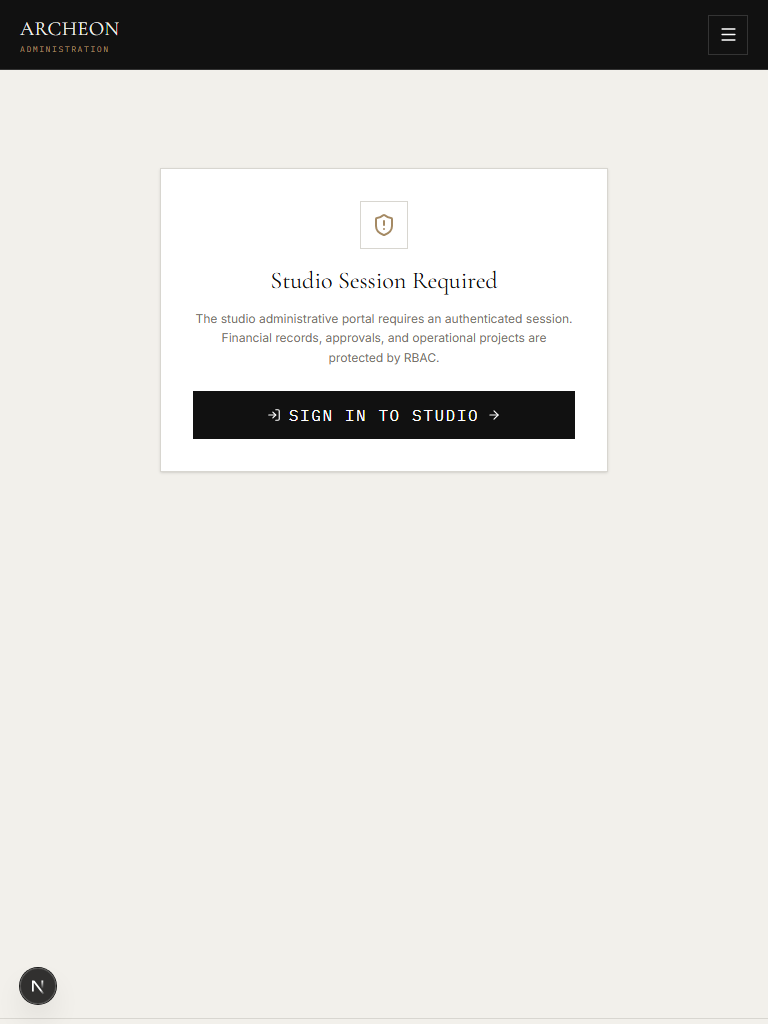 ARCHEON
ADMINISTRATION
Studio Session Required
The studio administrative portal requires an authenticated session.
Financial records, approvals, and operational projects are
protected by RBAC.
SIGN IN TO STUDIO
N